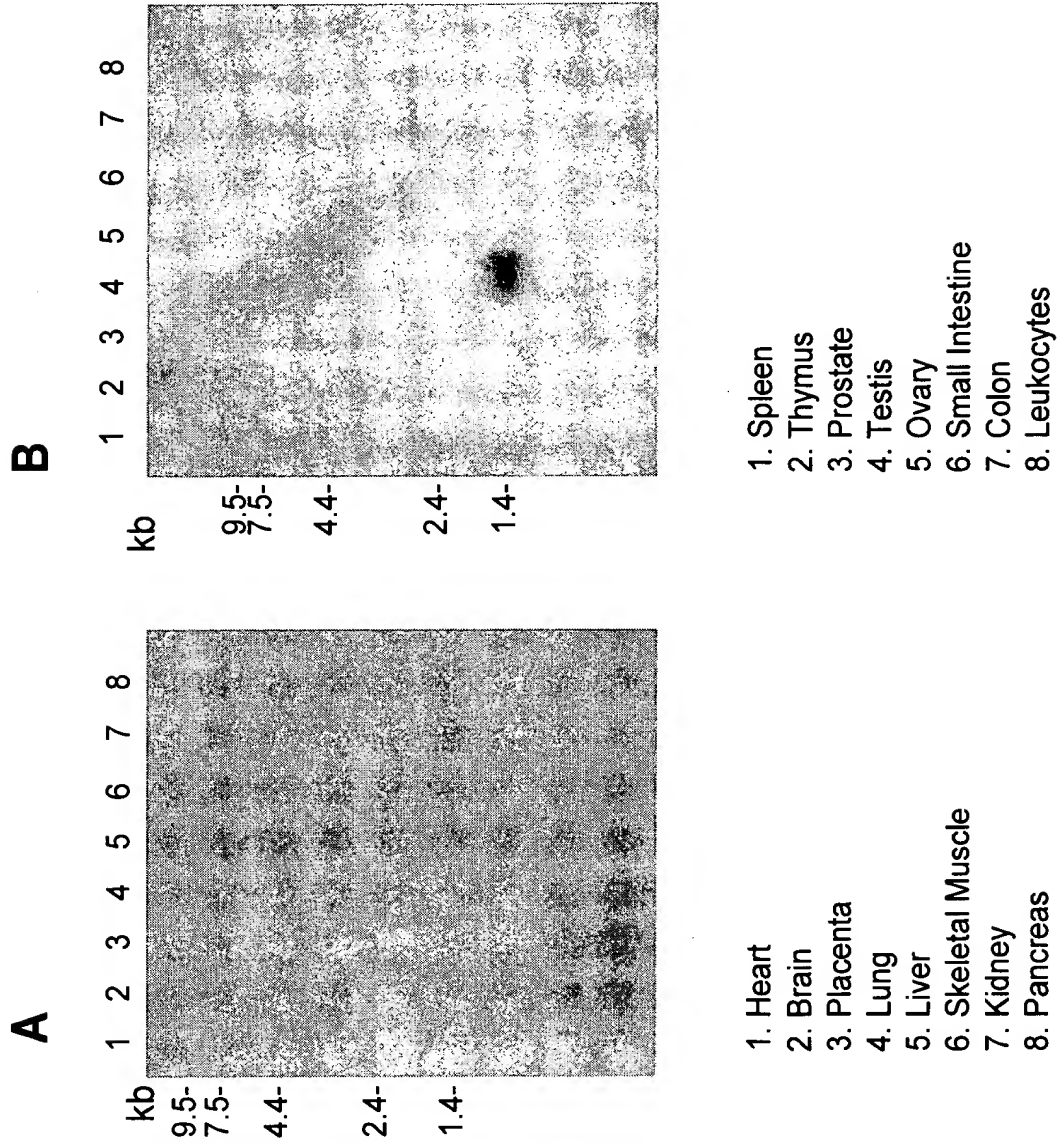 A
kb
1 2 3 4 5 6 7 8
9.5-
7.5-
4.4-
2.4-
1.4-
1. Heart
2. Brain
3. Placenta
4. Lung
5. Liver
6. Skeletal Muscle
7. Kidney
8. Pancreas
B
kb
1 2 3 4 5 6 7 8
9.5-
7.5-
4.4-
2.4-
1.4-
1. Spleen
2. Thymus
3. Prostate
4. Testis
5. Ovary
6. Small Intestine
7. Colon
8. Leukocytes